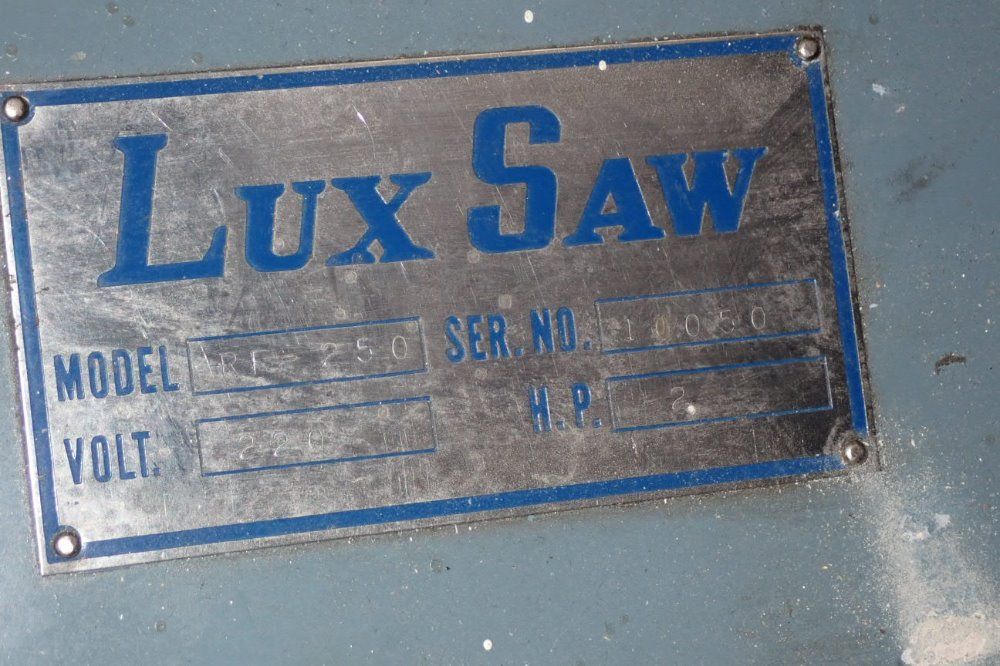 LUX SAW
MODEL RF-250 SER. NO. 10050
VOLT. 220 H.P. 2